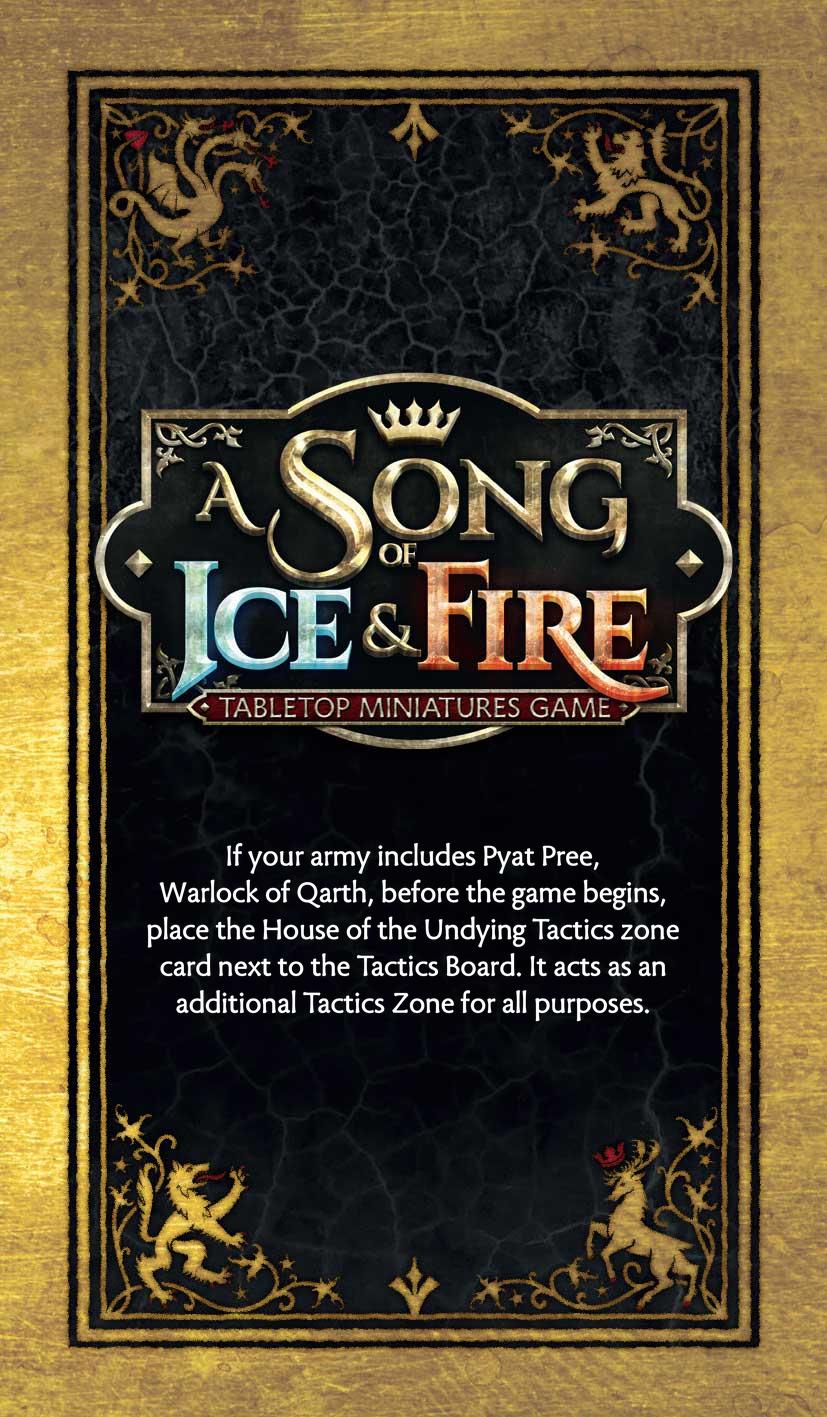 A SONG
OF
ICE & FIRE
TABLETOP MINIATURES GAME
If your army includes Pyat Pree,
Warlock of Qarth, before the game begins,
place the House of the Undying Tactics zone
card next to the Tactics Board. It acts as an
additional Tactics Zone for all purposes.